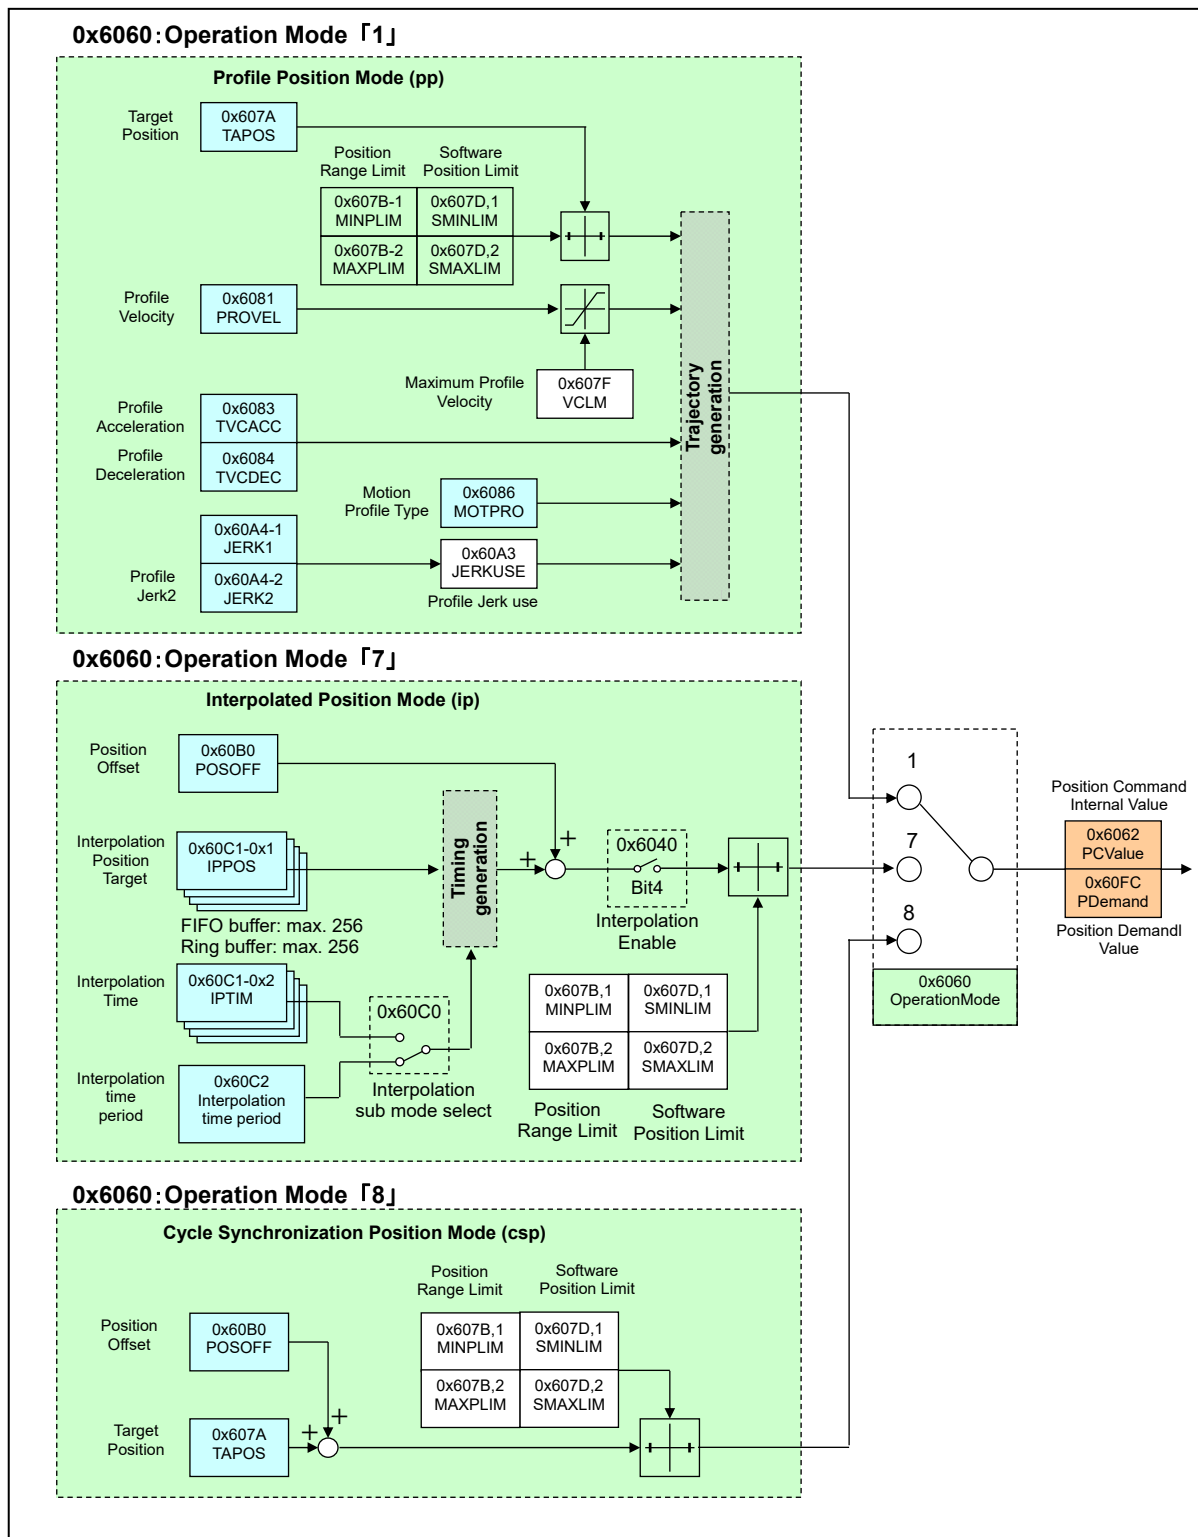 0x6060:Operation Mode「1」
Profile Position Mode (pp)
Target
Position
0x607A
TAPOS
Position
Range Limit
Software
Position Limit
0x607B-1
MINPLIM
0x607D,1
SMINLIM
0x607B-2
MAXPLIM
0x607D,2
SMAXLIM
Profile
Velocity
0x6081
PROVEL
Maximum Profile
Velocity
0x607F
VCLM
Profile
Acceleration
0x6083
TVCACC
Profile
Deceleration
0x6084
TVCDEC
Motion
Profile Type
0x6086
MOTPRO
0x60A4-1
JERK1
Profile
Jerk2
0x60A4-2
JERK2
0x60A3
JERKUSE
Profile Jerk use
Trajectory
generation
0x6060:Operation Mode「7」
Interpolated Position Mode (ip)
Position
Offset
0x60B0
POSOFF
Interpolation
Position
Target
0x60C1-0x1
IPPOS
FIFO buffer: max. 256
Ring buffer: max. 256
Timing
generation
+
+
0x6040
Bit4
Interpolation
Enable
Interpolation
Time
0x60C1-0x2
IPTIM
0x60C0
Interpolation
sub mode select
Interpolation
time
period
0x60C2
Interpolation
time period
0x607B,1
MINPLIM
0x607D,1
SMINLIM
0x607B,2
MAXPLIM
0x607D,2
SMAXLIM
Position
Range Limit
Software
Position Limit
1
7
8
0x6060
OperationMode
Position Command
Internal Value
0x6062
PCValue
0x60FC
PDemand
Position Demandl
Value
0x6060:Operation Mode「8」
Cycle Synchronization Position Mode (csp)
Position
Range Limit
Software
Position Limit
Position
Offset
0x60B0
POSOFF
0x607B,1
MINPLIM
0x607D,1
SMINLIM
0x607B,2
MAXPLIM
0x607D,2
SMAXLIM
Target
Position
0x607A
TAPOS
+
+